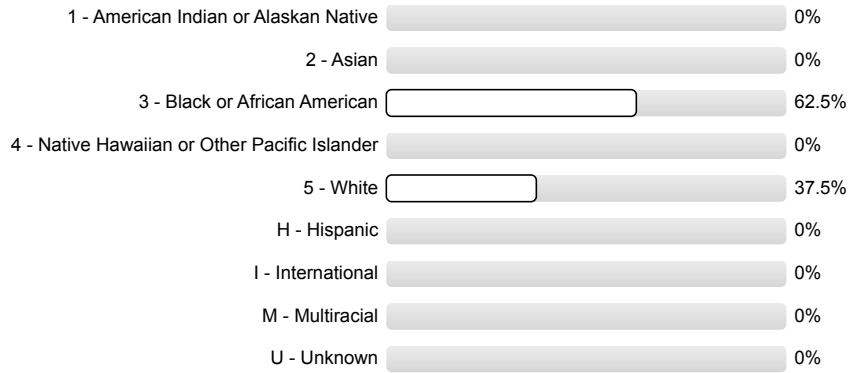 1 - American Indian or Alaskan Native 0%
2 - Asian 0%
3 - Black or African American 62.5%
4 - Native Hawaiian or Other Pacific Islander 0%
5 - White 37.5%
H - Hispanic 0%
I - International 0%
M - Multiracial 0%
U - Unknown 0%